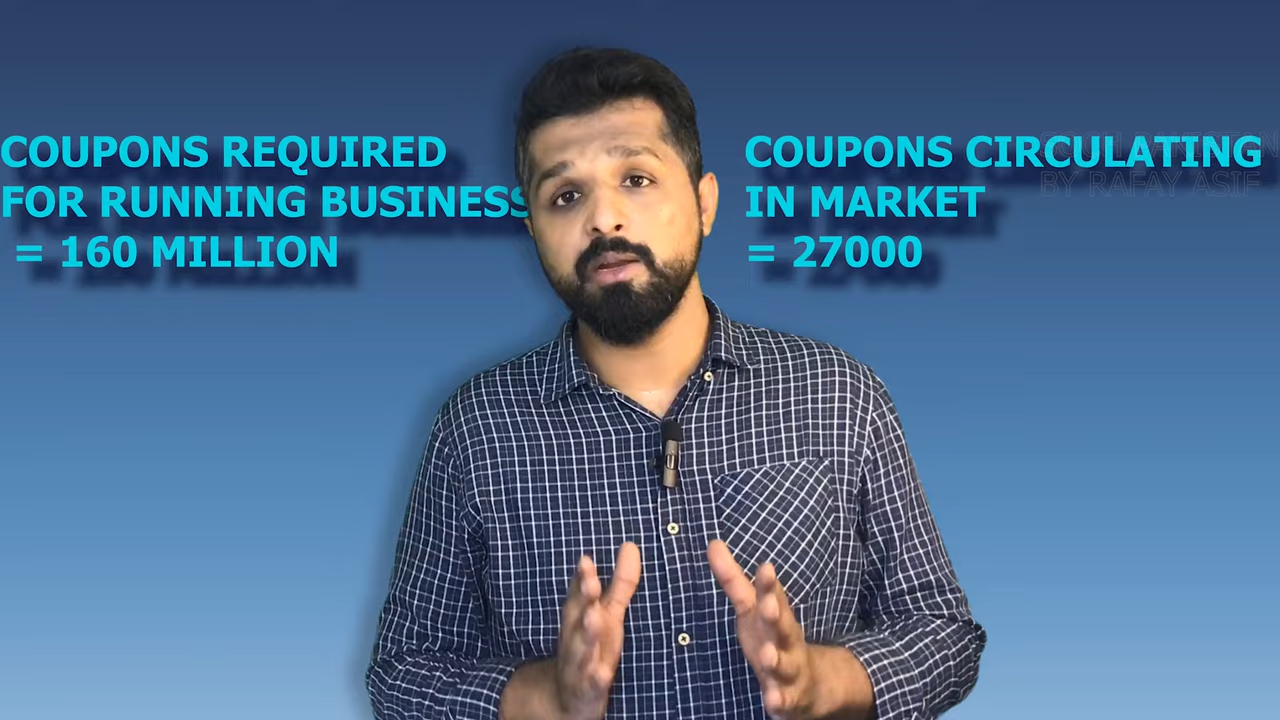 COUPONS REQUIRED
FOR RUNNING BUSINESS
= 160 MILLION
COUPONS CIRCULATING
IN MARKET
= 27000
BY RAFAY ASIF